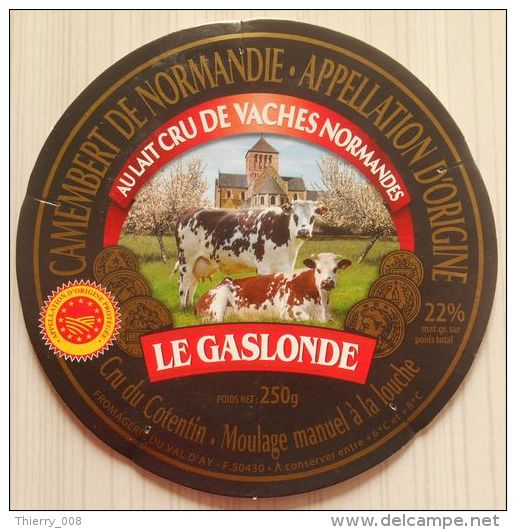 CAMEMBERT DE NORMANDIE · APPELLATION D'ORIGINE
AU LAIT CRU DE VACHES NORMANDES
APPELLATION D'ORIGINE PROTÉGÉE
22%
mat. gr. sur
poids total
LE GASLONDE
POIDS NET : 250g
Cru du Cotentin · Moulage manuel à la louche
FROMAGERIE DU VAL D'AY - F.50430 · A conserver entre +6°C et +8°C
Thierry_008
delcampe.net